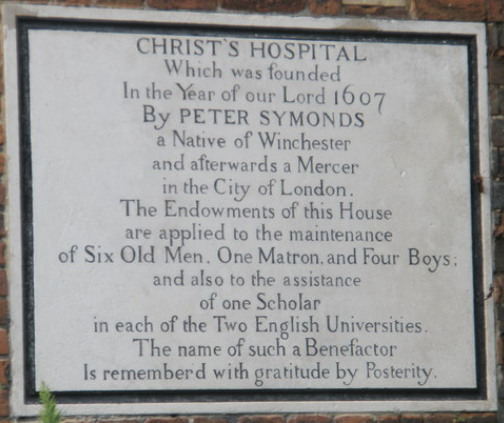 CHRIST'S HOSPITAL
Which was founded
In the Year of our Lord 1607
By PETER SYMONDS
a Native of Winchester
and afterwards a Mercer
in the City of London.
The Endowments of this House
are applied to the maintenance
of Six Old Men, One Matron, and Four Boys;
and also to the assistance
of one Scholar
in each of the Two English Universities.
The name of such a Benefactor
Is rememberd with gratitude by Posterity.